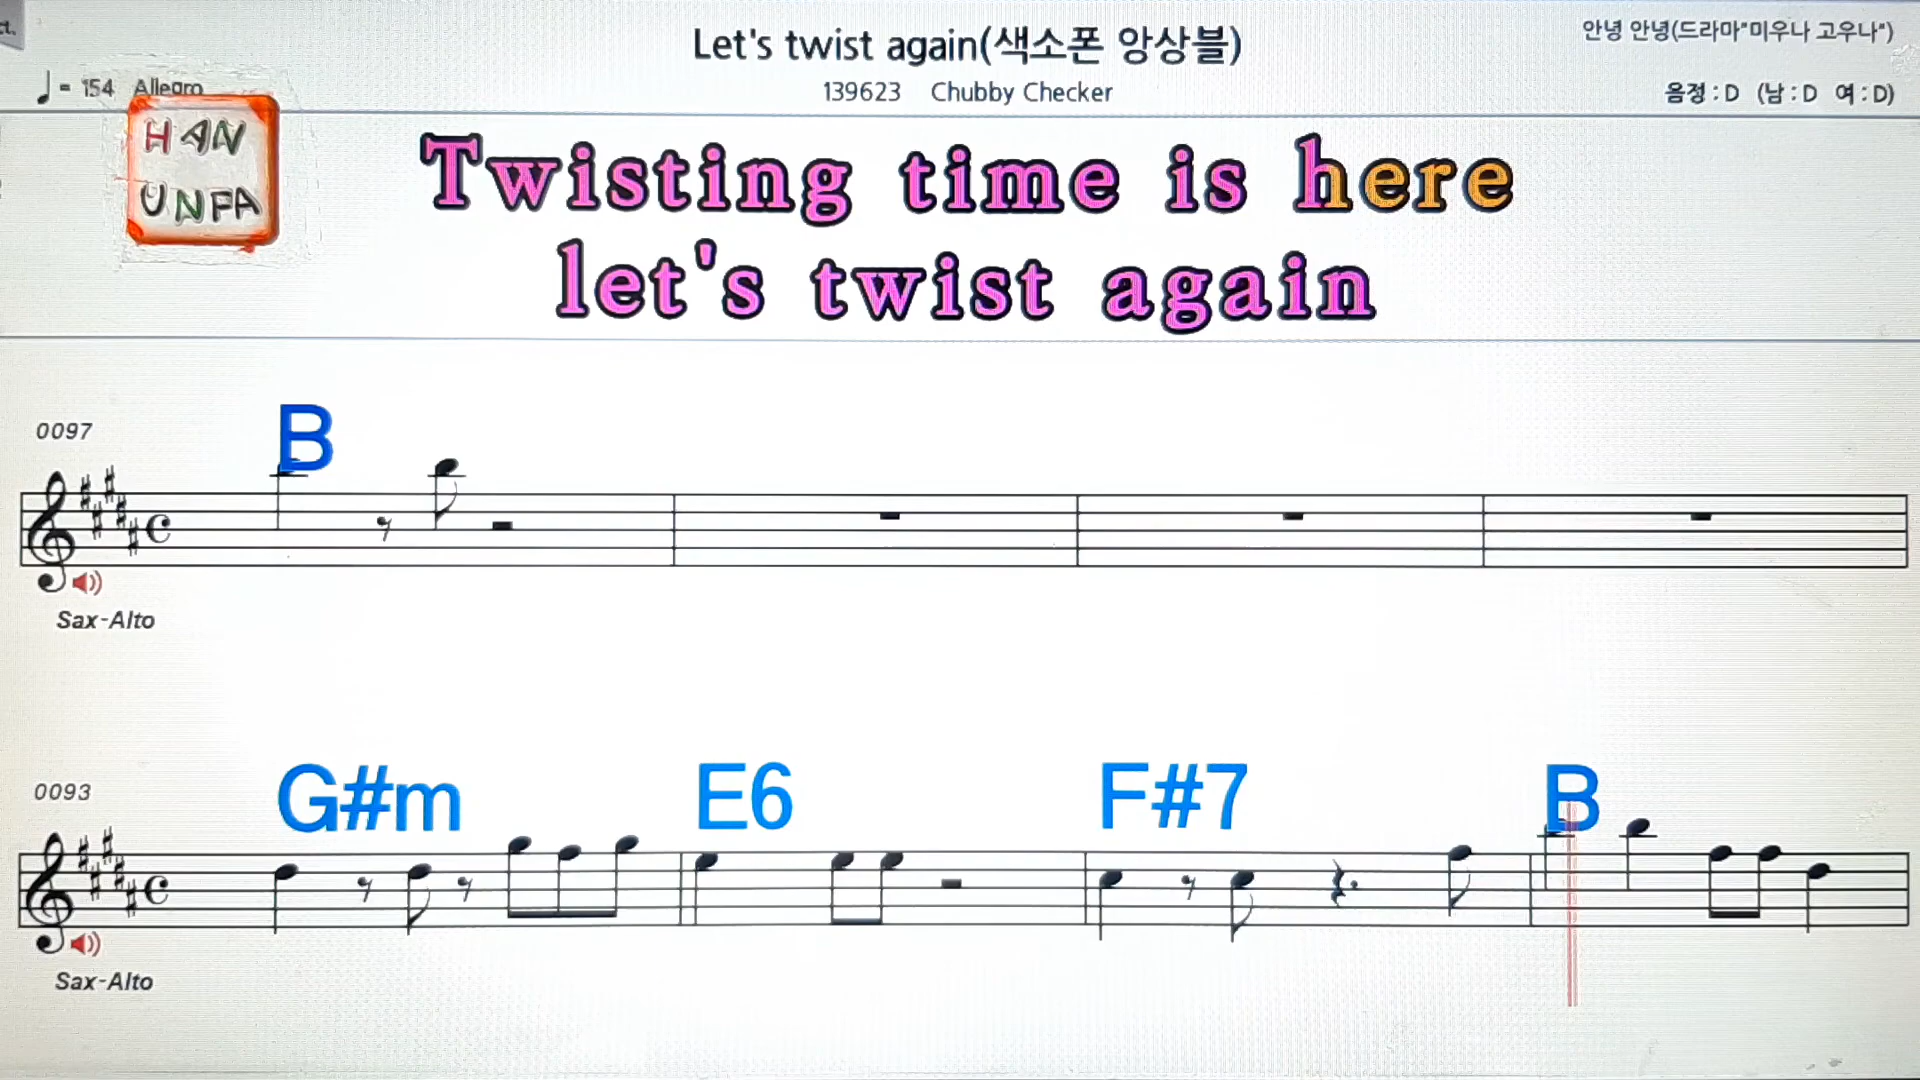 ct.
Let's twist again(색소폰 앙상블)
안녕 안녕(드라마"미우나 고우나")
♩= 154 Allegro
139623 Chubby Checker
음정 : D (남 : D 여 : D)
HAN
UNFA
Twisting time is here
let's twist again
0097
B
Sax-Alto
0093
G#m E6 F#7 B
Sax-Alto